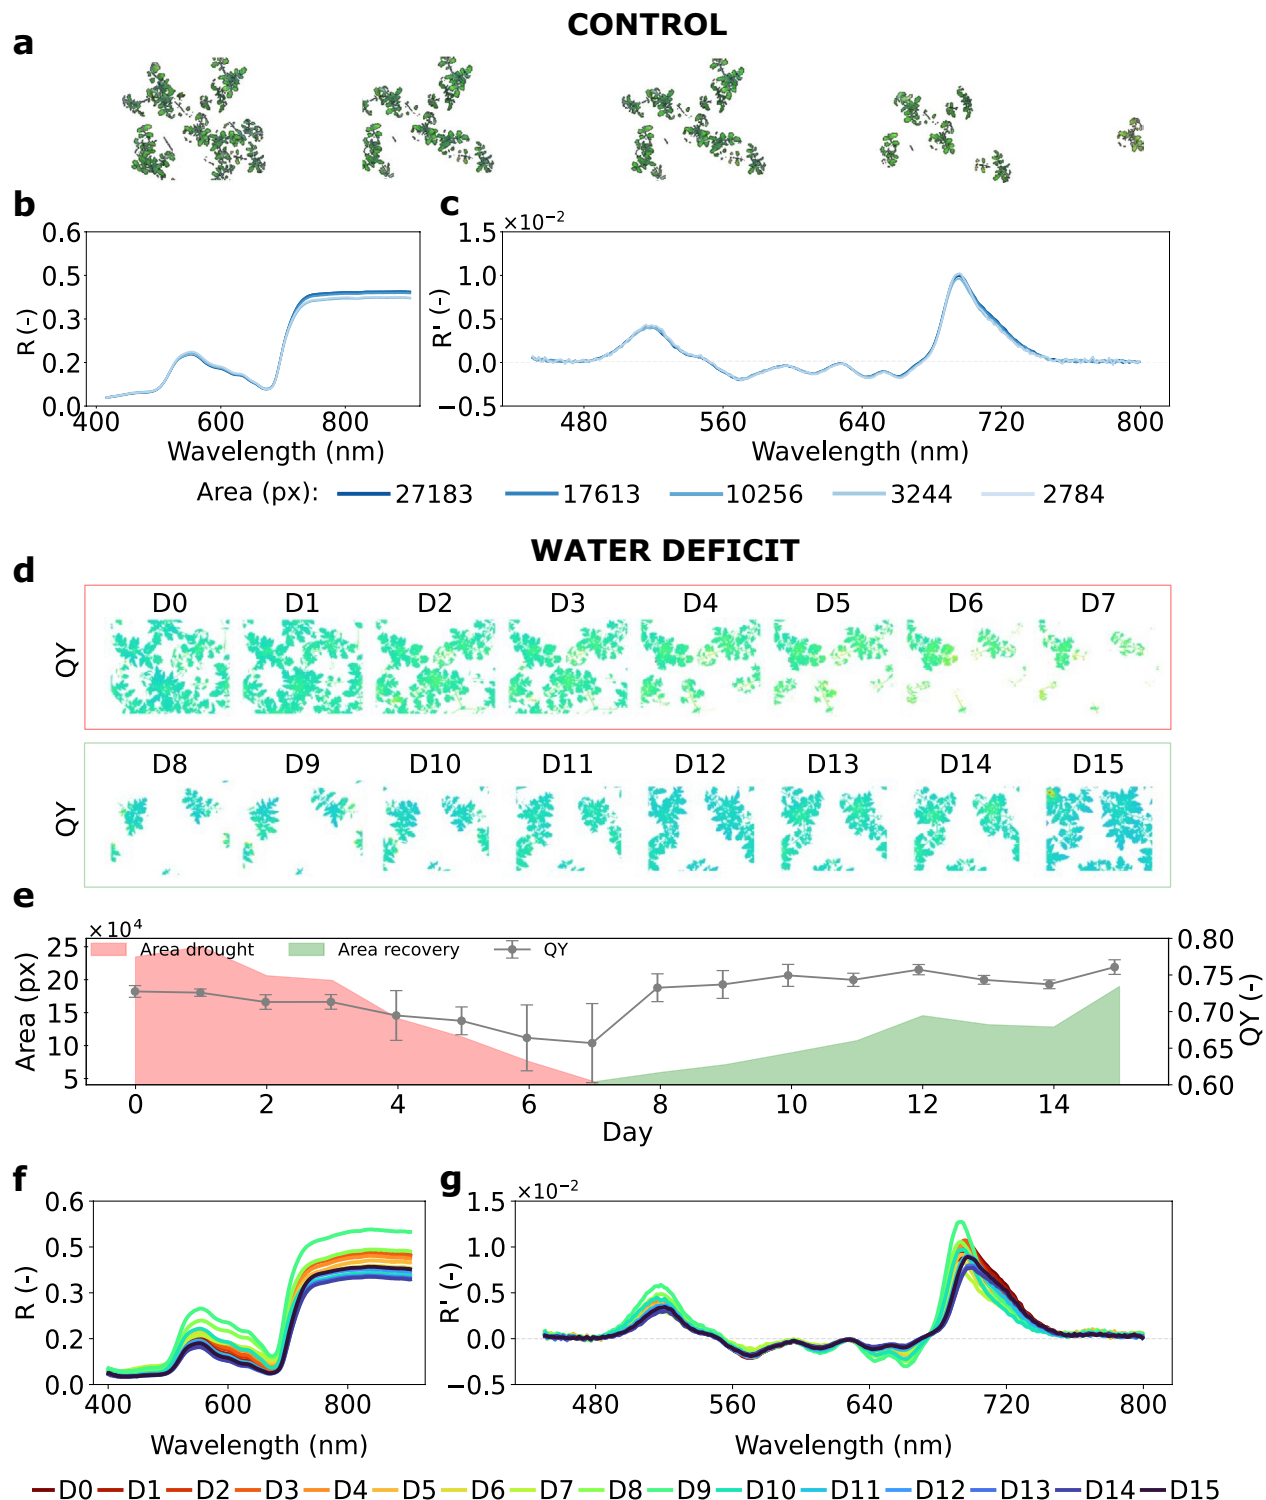 CONTROL
a
b
c
×10⁻²
0.6
0.5
0.3
0.2
0.0
R (-)
400
600
800
Wavelength (nm)
1.5
1.0
0.5
0.0
−0.5
R' (-)
480
560
640
720
800
Wavelength (nm)
Area (px): 27183 17613 10256 3244 2784
WATER DEFICIT
d
D0 D1 D2 D3 D4 D5 D6 D7
QY
D8 D9 D10 D11 D12 D13 D14 D15
QY
e
×10⁴
25
20
15
10
5
Area (px)
Area drought Area recovery QY
0.80
0.75
0.70
0.65
0.60
QY (-)
0 2 4 6 8 10 12 14
Day
f
0.6
0.5
0.3
0.2
0.0
R (-)
400 600 800
Wavelength (nm)
g
×10⁻²
1.5
1.0
0.5
0.0
−0.5
R' (-)
480 560 640 720 800
Wavelength (nm)
D0 D1 D2 D3 D4 D5 D6 D7 D8 D9 D10 D11 D12 D13 D14 D15